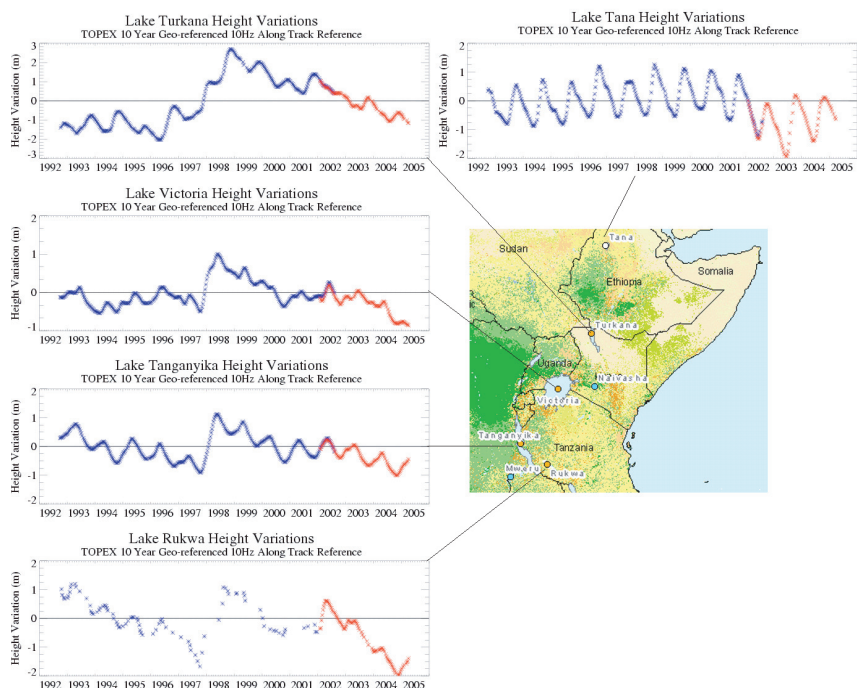 Lake Turkana Height Variations
TOPEX 10 Year Geo-referenced 10Hz Along Track Reference
Height Variation (m)
3
2
1
0
-1
-2
-3
1992 1993 1994 1995 1996 1997 1998 1999 2000 2001 2002 2003 2004 2005
Lake Tana Height Variations
TOPEX 10 Year Geo-referenced 10Hz Along Track Reference
Height Variation (m)
2
1
0
-1
-2
1992 1993 1994 1995 1996 1997 1998 1999 2000 2001 2002 2003 2004 2005
Lake Victoria Height Variations
TOPEX 10 Year Geo-referenced 10Hz Along Track Reference
Height Variation (m)
2
1
0
-1
1992 1993 1994 1995 1996 1997 1998 1999 2000 2001 2002 2003 2004 2005
Lake Tanganyika Height Variations
TOPEX 10 Year Geo-referenced 10Hz Along Track Reference
Height Variation (m)
2
1
0
-1
-2
1992 1993 1994 1995 1996 1997 1998 1999 2000 2001 2002 2003 2004 2005
Lake Rukwa Height Variations
TOPEX 10 Year Geo-referenced 10Hz Along Track Reference
Height Variation (m)
2
1
0
-1
-2
1992 1993 1994 1995 1996 1997 1998 1999 2000 2001 2002 2003 2004 2005
Sudan
Tana
Somalia
Ethiopia
Turkana
Uganda
Naivasha
Victoria
Tanganyika
Tanzania
Mweru
Rukwa